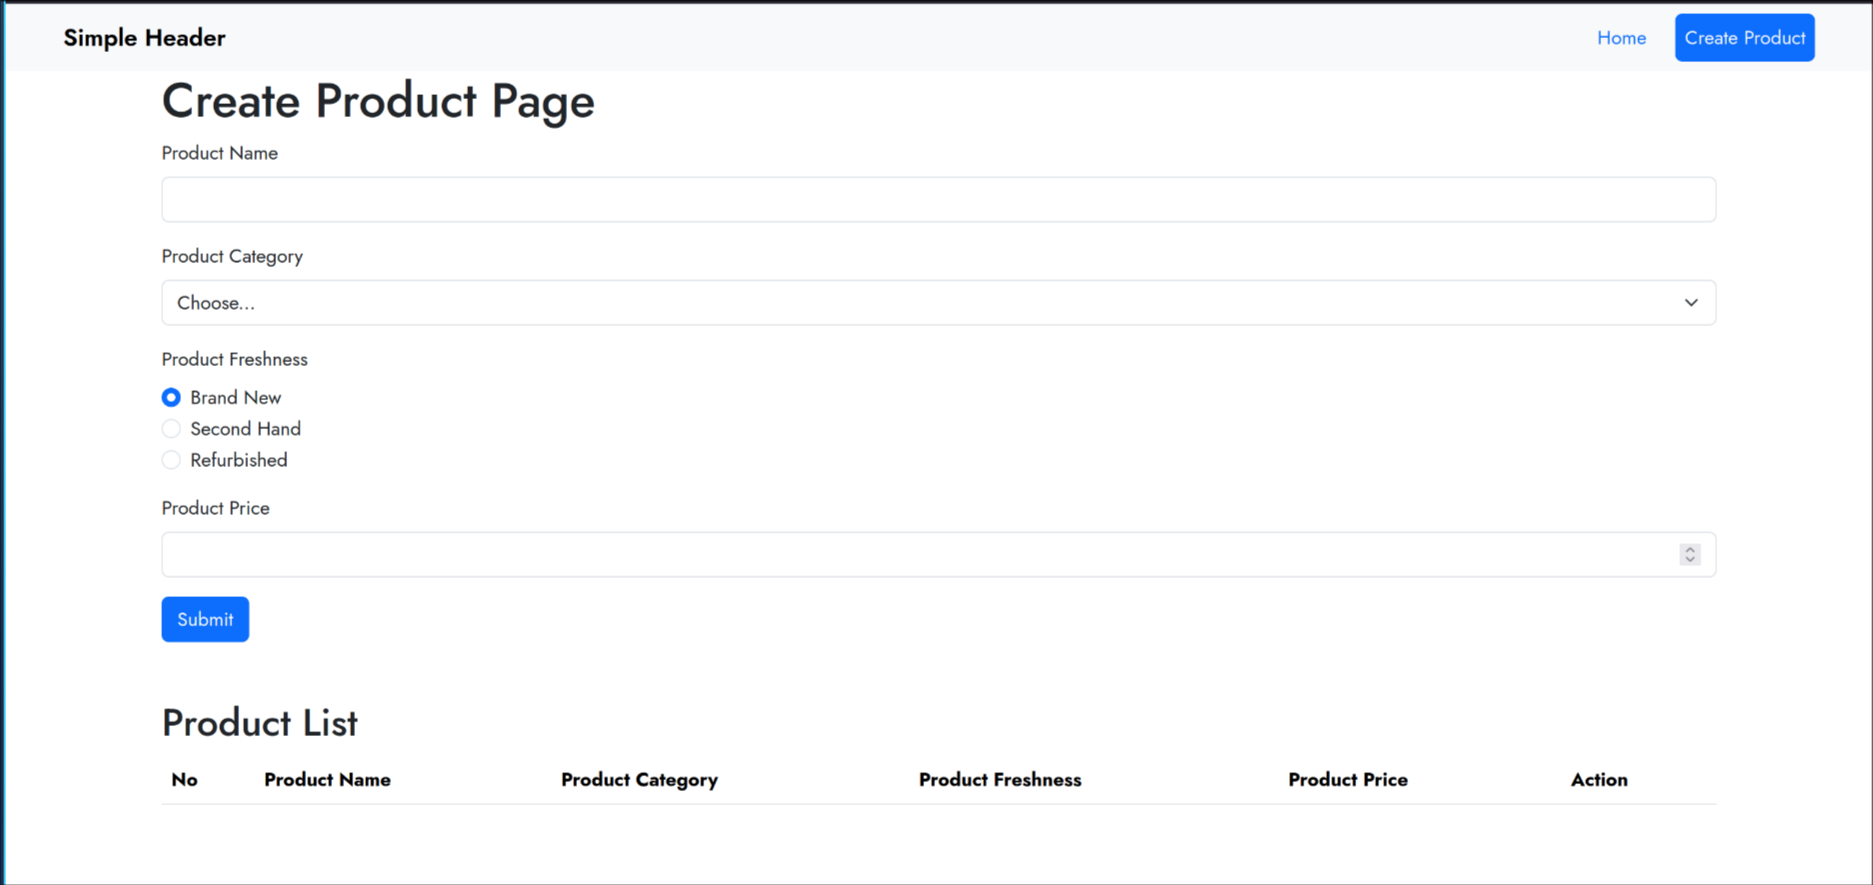 Simple Header Home Create Product
Create Product Page
Product Name
Product Category
Choose...
Product Freshness
Brand New
Second Hand
Refurbished
Product Price
Submit
Product List
No Product Name Product Category Product Freshness Product Price Action